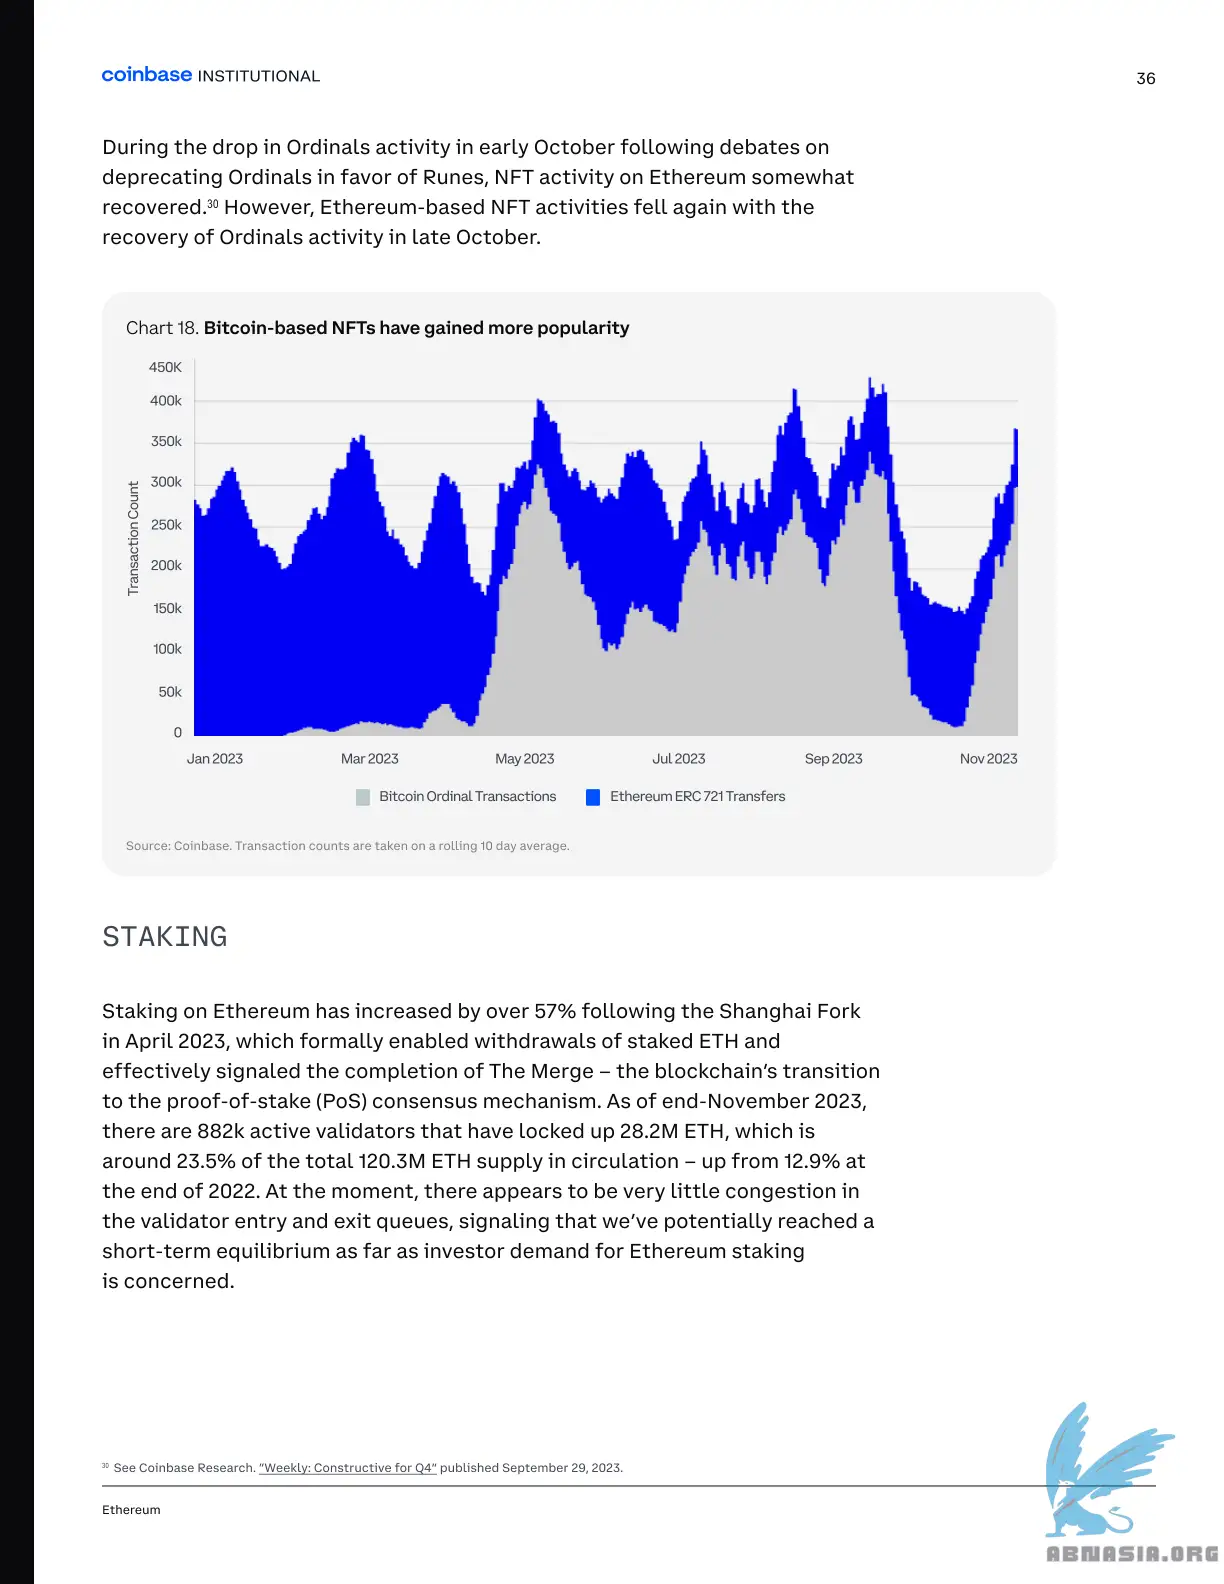 coinbase INSTITUTIONAL
36
During the drop in Ordinals activity in early October following debates on
deprecating Ordinals in favor of Runes, NFT activity on Ethereum somewhat
recovered.30 However, Ethereum-based NFT activities fell again with the
recovery of Ordinals activity in late October.
Chart 18. Bitcoin-based NFTs have gained more popularity
Transaction Count
450K
400k
350k
300k
250k
200k
150k
100k
50k
0
Jan 2023 Mar 2023 May 2023 Jul 2023 Sep 2023 Nov 2023
Bitcoin Ordinal Transactions Ethereum ERC 721 Transfers
Source: Coinbase. Transaction counts are taken on a rolling 10 day average.
STAKING
Staking on Ethereum has increased by over 57% following the Shanghai Fork
in April 2023, which formally enabled withdrawals of staked ETH and
effectively signaled the completion of The Merge – the blockchain’s transition
to the proof-of-stake (PoS) consensus mechanism. As of end-November 2023,
there are 882k active validators that have locked up 28.2M ETH, which is
around 23.5% of the total 120.3M ETH supply in circulation – up from 12.9% at
the end of 2022. At the moment, there appears to be very little congestion in
the validator entry and exit queues, signaling that we’ve potentially reached a
short-term equilibrium as far as investor demand for Ethereum staking
is concerned.
30 See Coinbase Research. “Weekly: Constructive for Q4” published September 29, 2023.
Ethereum
ABNASIA.ORG